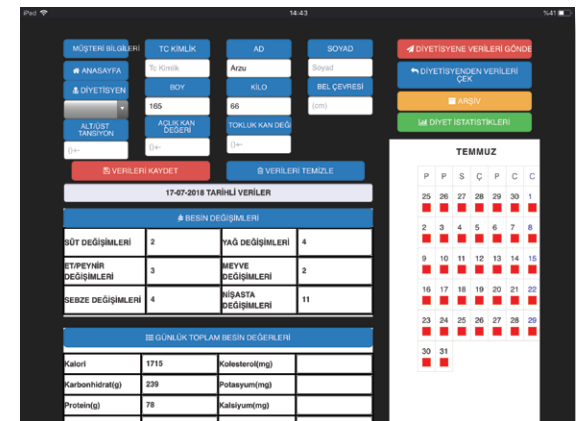 iPad 14:43 %41
MÜŞTERİ BİLGİLERİ TC KİMLİK AD SOYAD
ANASAYFA Tc Kimlik Arzu Soyad
DİYETİSYEN BOY KİLO BEL ÇEVRESİ
165 66 (cm)
ALT/ÜST TANSİYON AÇLIK KAN DEĞERİ TOKLUK KAN DEĞ
()+- ()+- ()+-
VERİLERİ KAYDET VERİLERİ TEMİZLE
17-07-2018 TARİHLİ VERİLER
BESİN DEĞİŞİMLERİ
SÜT DEĞİŞİMLERİ 2 YAĞ DEĞİŞİMLERİ 4
ET/PEYNİR DEĞİŞİMLERİ 3 MEYVE DEĞİŞİMLERİ 2
SEBZE DEĞİŞİMLERİ 4 NİŞASTA DEĞİŞİMLERİ 11
GÜNLÜK TOPLAM BESİN DEĞERLERİ
Kalori 1715 Kolesterol(mg)
Karbonhidrat(g) 239 Potasyum(mg)
Protein(g) 78 Kalsiyum(mg)
DİYETİSYENE VERİLERİ GÖNDE
DİYETİSYENDEN VERİLERİ
ÇEK
ARŞİV
DİYET İSTATİSTİKLERİ
TEMMUZ
P P S Ç P C C
25 26 27 28 29 30 1
2 3 4 5 6 7 8
9 10 11 12 13 14 15
16 17 18 19 20 21 22
23 24 25 26 27 28 29
30 31